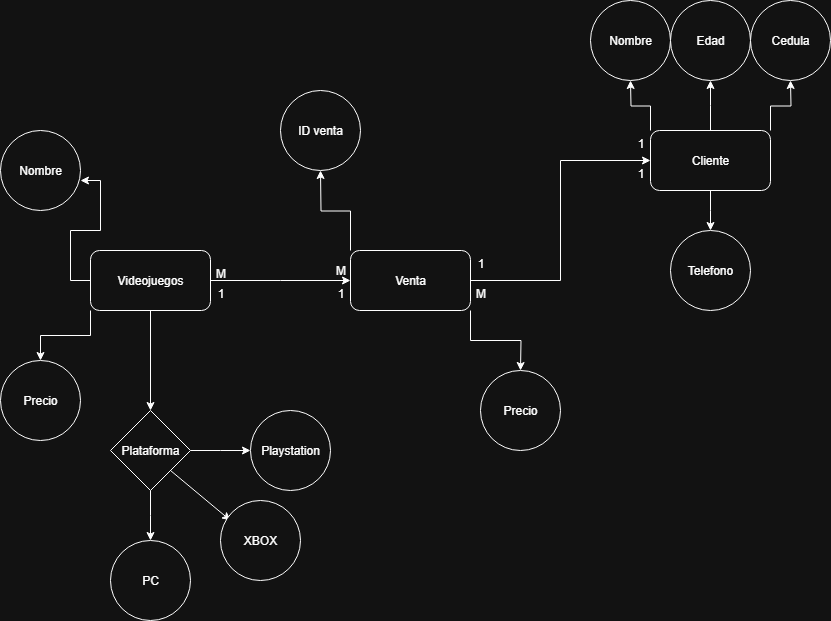 Nombre
Edad
Cedula
ID venta
1
Cliente
Nombre
1
M
M
1
Videojuegos
Venta
Telefono
1
1
M
Precio
Precio
Plataforma
Playstation
XBOX
PC